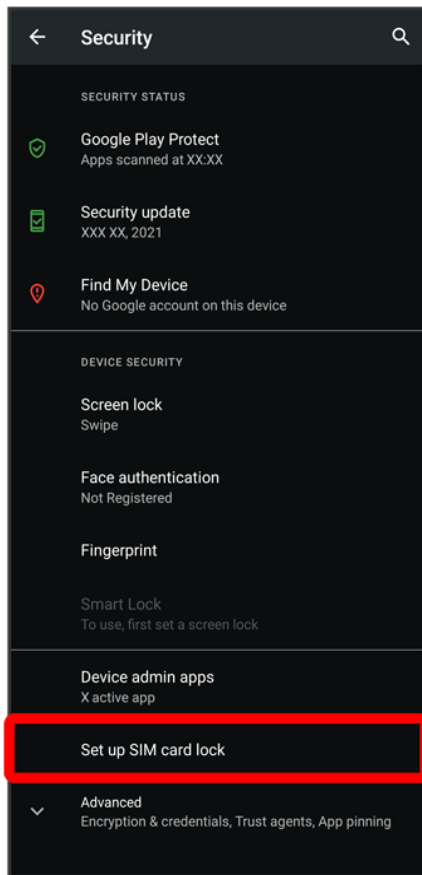 Security
SECURITY STATUS
Google Play Protect
Apps scanned at XX:XX
Security update
XXX XX, 2021
Find My Device
No Google account on this device
DEVICE SECURITY
Screen lock
Swipe
Face authentication
Not Registered
Fingerprint
Smart Lock
To use, first set a screen lock
Device admin apps
X active app
Set up SIM card lock
Advanced
Encryption & credentials, Trust agents, App pinning